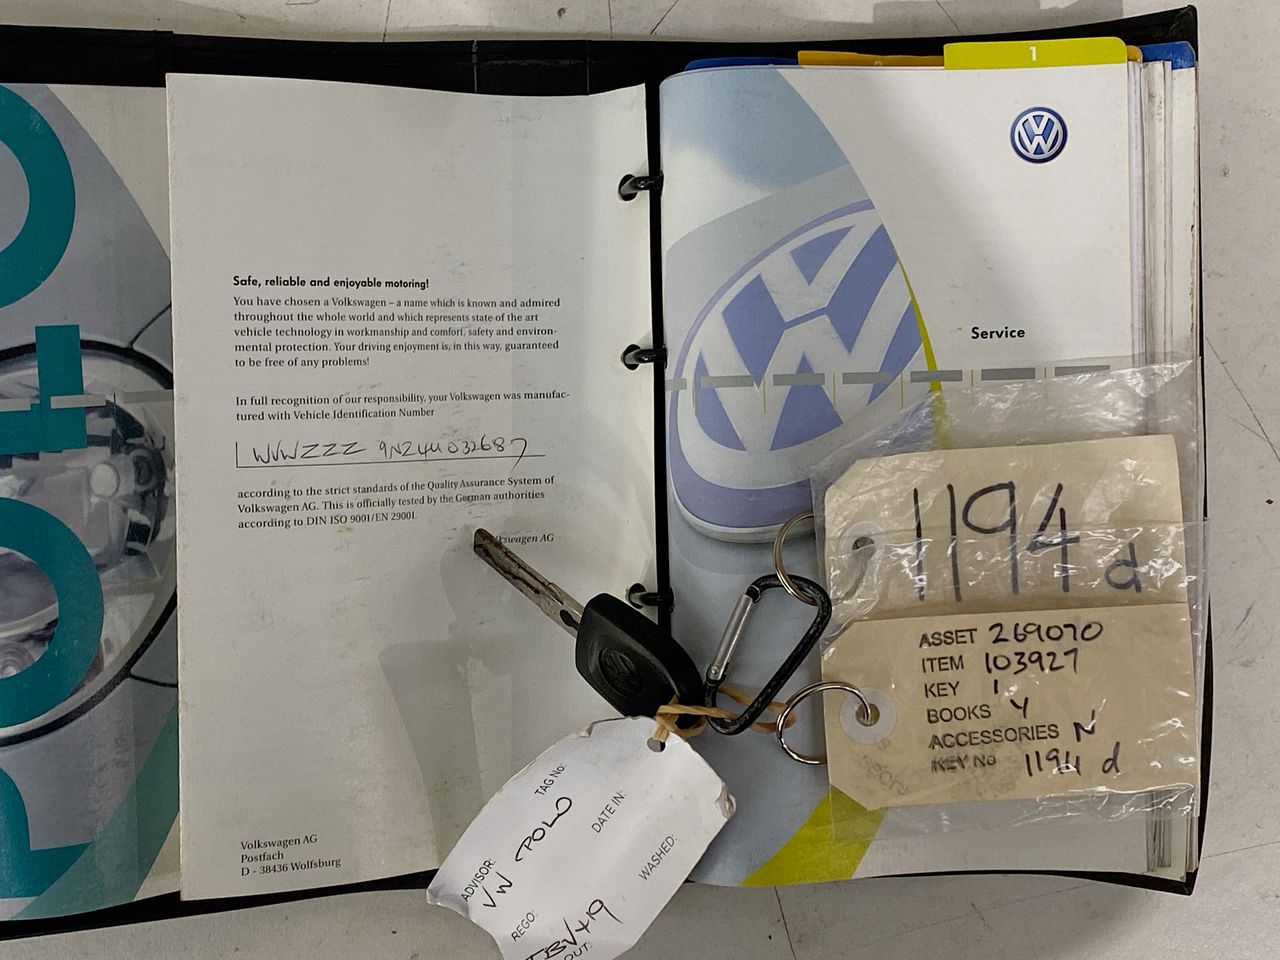 Safe, reliable and enjoyable motoring!
You have chosen a Volkswagen – a name which is known and admired
throughout the whole world and which represents state of the art
vehicle technology in workmanship and comfort, safety and environ-
mental protection. Your driving enjoyment is, in this way, guaranteed
to be free of any problems!
In full recognition of our responsibility, your Volkswagen was manufac-
tured with Vehicle Identification Number
WVWZZZ 9NZ4U032687
according to the strict standards of the Quality Assurance System of
Volkswagen AG. This is officially tested by the German authorities
according to DIN ISO 9001/EN 29001.
AG
Volkswagen AG
Postfach
D - 38436 Wolfsburg
1
Service
1194 d
ASSET 269070
ITEM 103927
KEY 1
BOOKS Y
ACCESSORIES N
KEY No 1194 d
TAG No:
DATE IN:
WASHED:
ADVISOR:
VW POLO
REGO:
OUT: